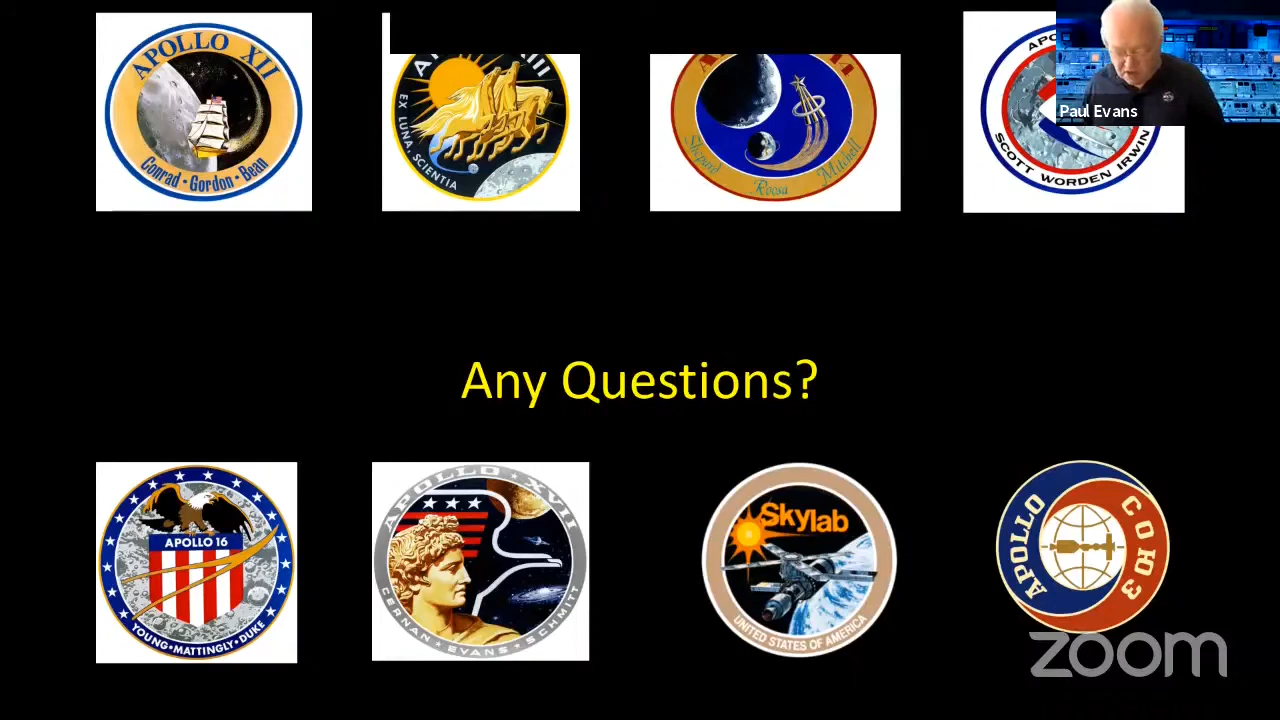 APOLLO XII
Conrad • Gordon • Bean
EX LUNA, SCIENTIA
Shepard
Roosa
Mitchell
SCOTT WORDEN IRWIN
Paul Evans
Any Questions?
APOLLO 16
YOUNG • MATTINGLY • DUKE
APOLLO XVII
CERNAN • EVANS • SCHMITT
Skylab
UNITED STATES OF AMERICA
APOLLO
СОЮЗ
zoom